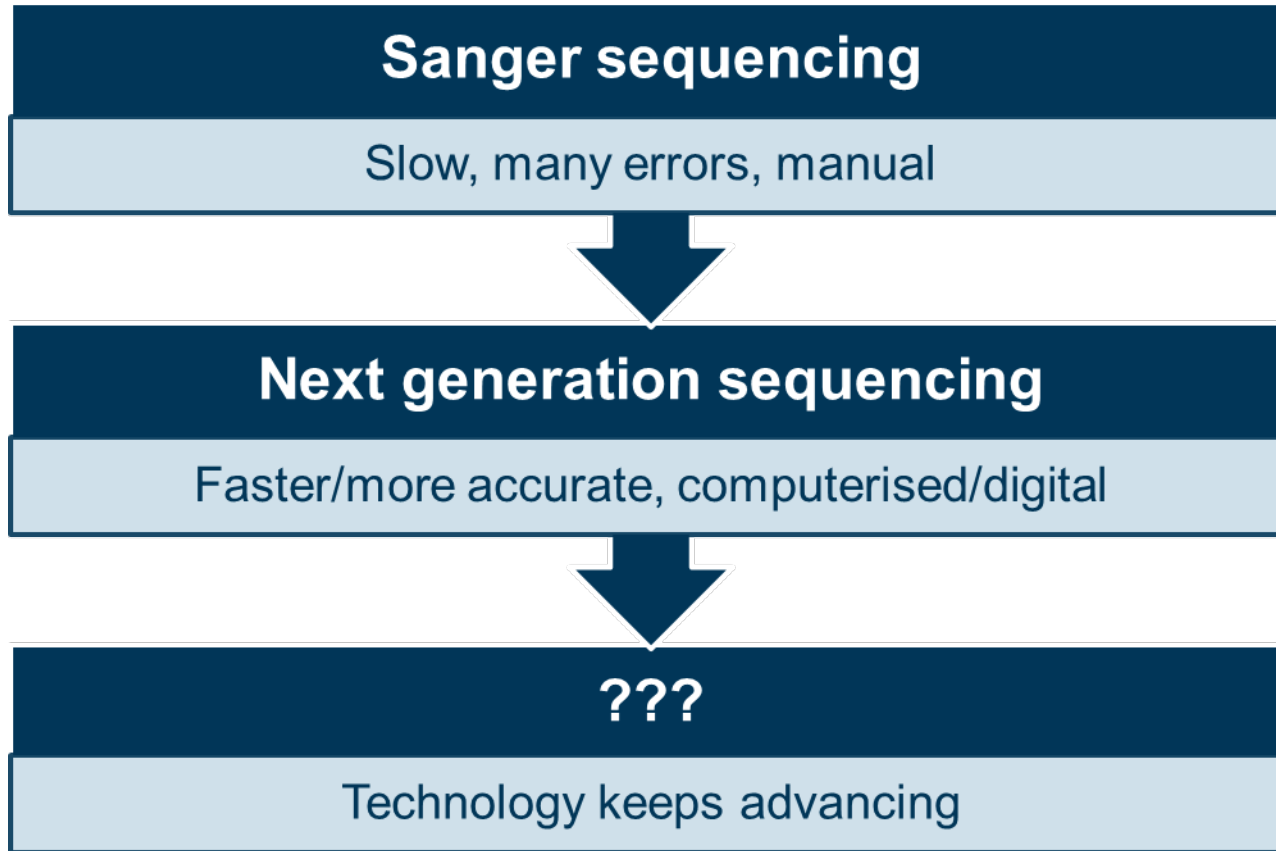 Sanger sequencing
Slow, many errors, manual
Next generation sequencing
Faster/more accurate, computerised/digital
???
Technology keeps advancing